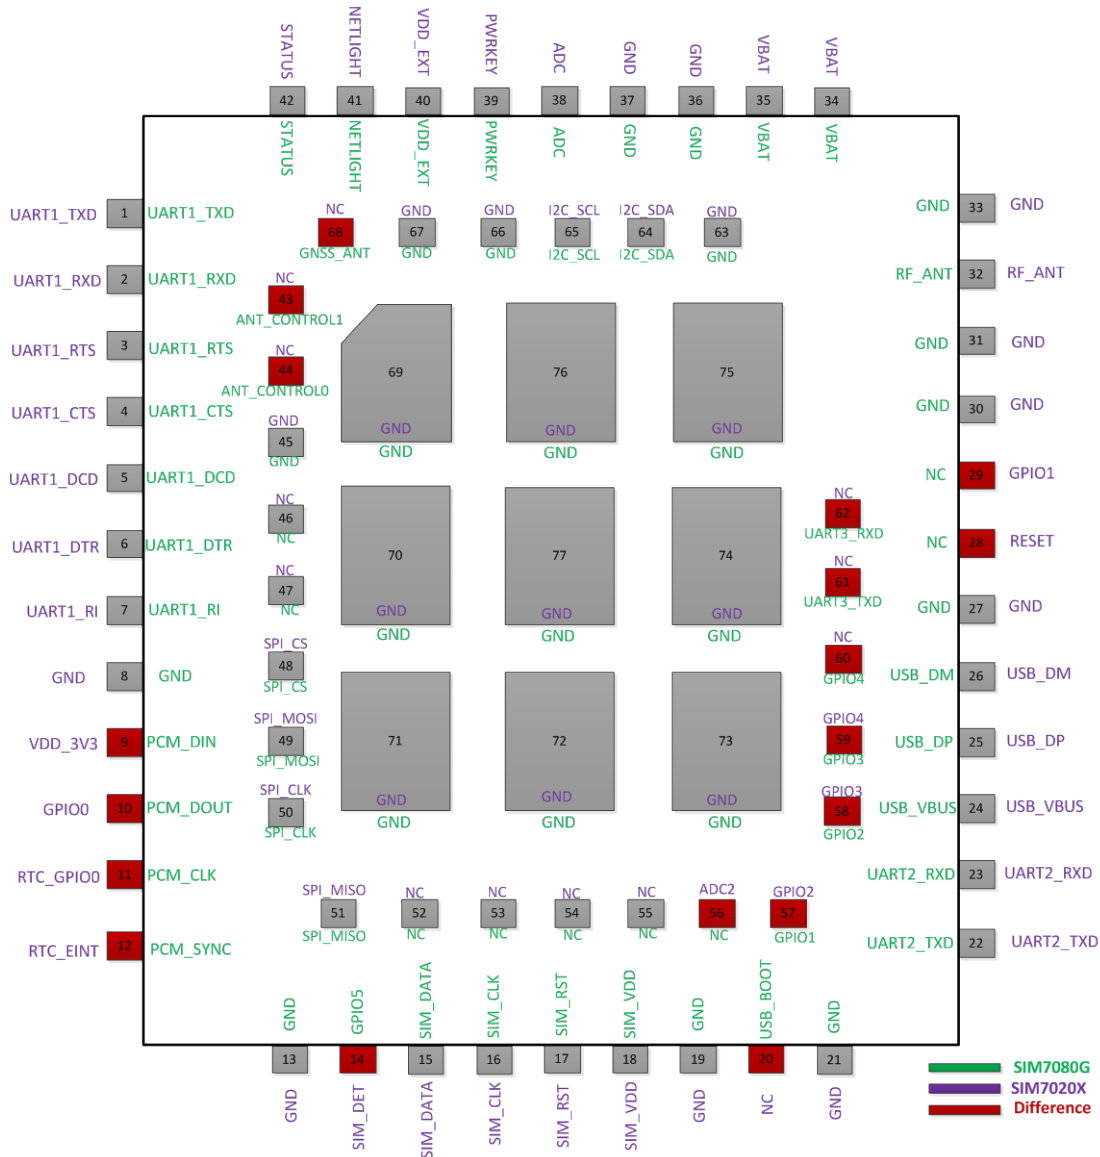 STATUS
NETLIGHT
VDD_EXT
PWRKEY
ADC
GND
GND
VBAT
VBAT
42
41
40
39
38
37
36
35
34
STATUS
NETLIGHT
VDD_EXT
PWRKEY
ADC
GND
GND
VBAT
VBAT
UART1_TXD 1 UART1_TXD
UART1_RXD 2 UART1_RXD
UART1_RTS 3 UART1_RTS
UART1_CTS 4 UART1_CTS
UART1_DCD 5 UART1_DCD
UART1_DTR 6 UART1_DTR
UART1_RI 7 UART1_RI
GND 8 GND
VDD_3V3 9 PCM_DIN
GPIO0 10 PCM_DOUT
RTC_GPIO0 11 PCM_CLK
RTC_EINT 12 PCM_SYNC
NC
68
GNSS_ANT
GND
67
GND
GND
66
GND
I2C_SCL
65
I2C_SCL
I2C_SDA
64
I2C_SDA
GND
63
GND
NC
43
ANT_CONTROL1
NC
44
ANT_CONTROL0
GND
45
GND
NC
46
NC
NC
47
NC
SPI_CS
48
SPI_CS
SPI_MOSI
49
SPI_MOSI
SPI_CLK
50
SPI_CLK
69
GND
GND
76
GND
GND
75
GND
GND
70
GND
GND
77
GND
GND
74
GND
GND
71
GND
GND
72
GND
GND
73
GND
GND
NC
62
UART3_RXD
NC
61
UART3_TXD
NC
60
GPIO4
GPIO4
59
GPIO3
GPIO3
58
GPIO2
SPI_MISO
51
SPI_MISO
NC
52
NC
NC
53
NC
NC
54
NC
NC
55
NC
ADC2
56
NC
GPIO2
57
GPIO1
GND 33 GND
RF_ANT 32 RF_ANT
GND 31 GND
GND 30 GND
NC 29 GPIO1
NC 28 RESET
GND 27 GND
USB_DM 26 USB_DM
USB_DP 25 USB_DP
USB_VBUS 24 USB_VBUS
UART2_RXD 23 UART2_RXD
UART2_TXD 22 UART2_TXD
GND
GPIO5
SIM_DATA
SIM_CLK
SIM_RST
SIM_VDD
GND
USB_BOOT
GND
13
14
15
16
17
18
19
20
21
GND
SIM_DET
SIM_DATA
SIM_CLK
SIM_RST
SIM_VDD
GND
NC
GND
SIM7080G
SIM7020X
Difference